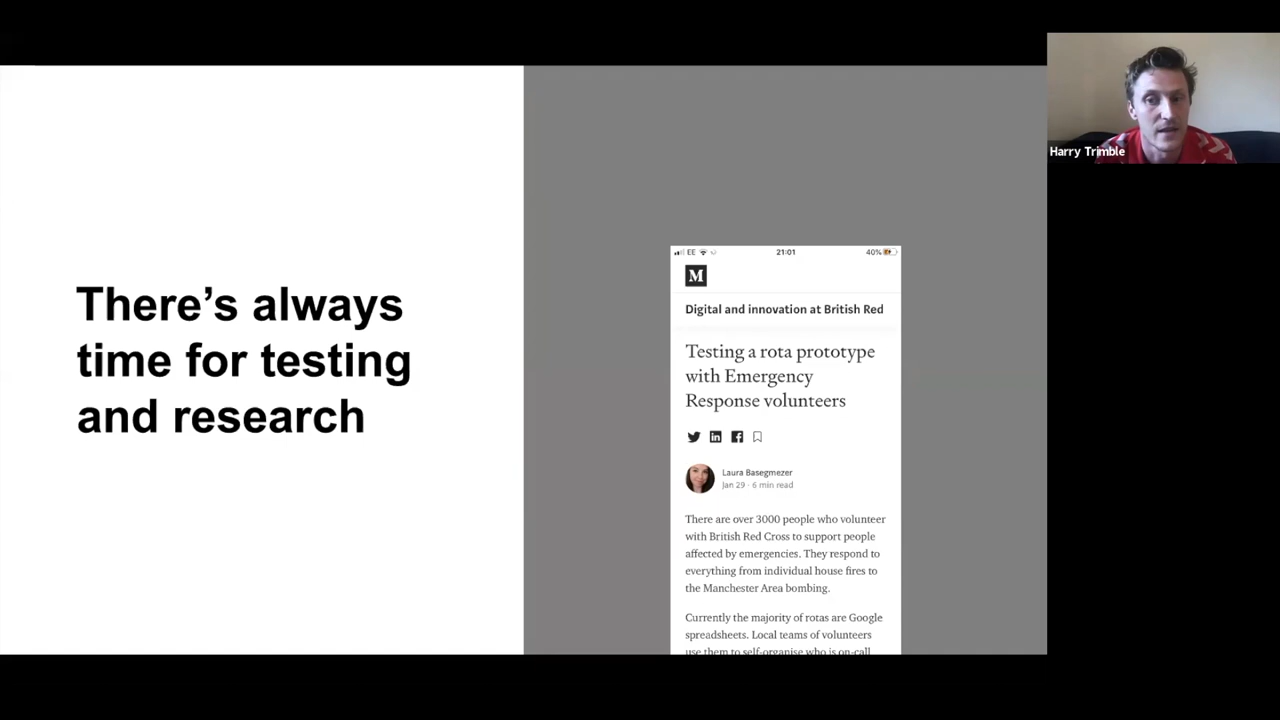 There's always
time for testing
and research
EE
21:01
40%
M
Digital and innovation at British Red
Testing a rota prototype
with Emergency
Response volunteers
Laura Basegmezer
Jan 29 · 6 min read
There are over 3000 people who volunteer
with British Red Cross to support people
affected by emergencies. They respond to
everything from individual house fires to
the Manchester Area bombing.
Currently the majority of rotas are Google
spreadsheets. Local teams of volunteers
use them to self-organise who is on-call
Harry Trimble